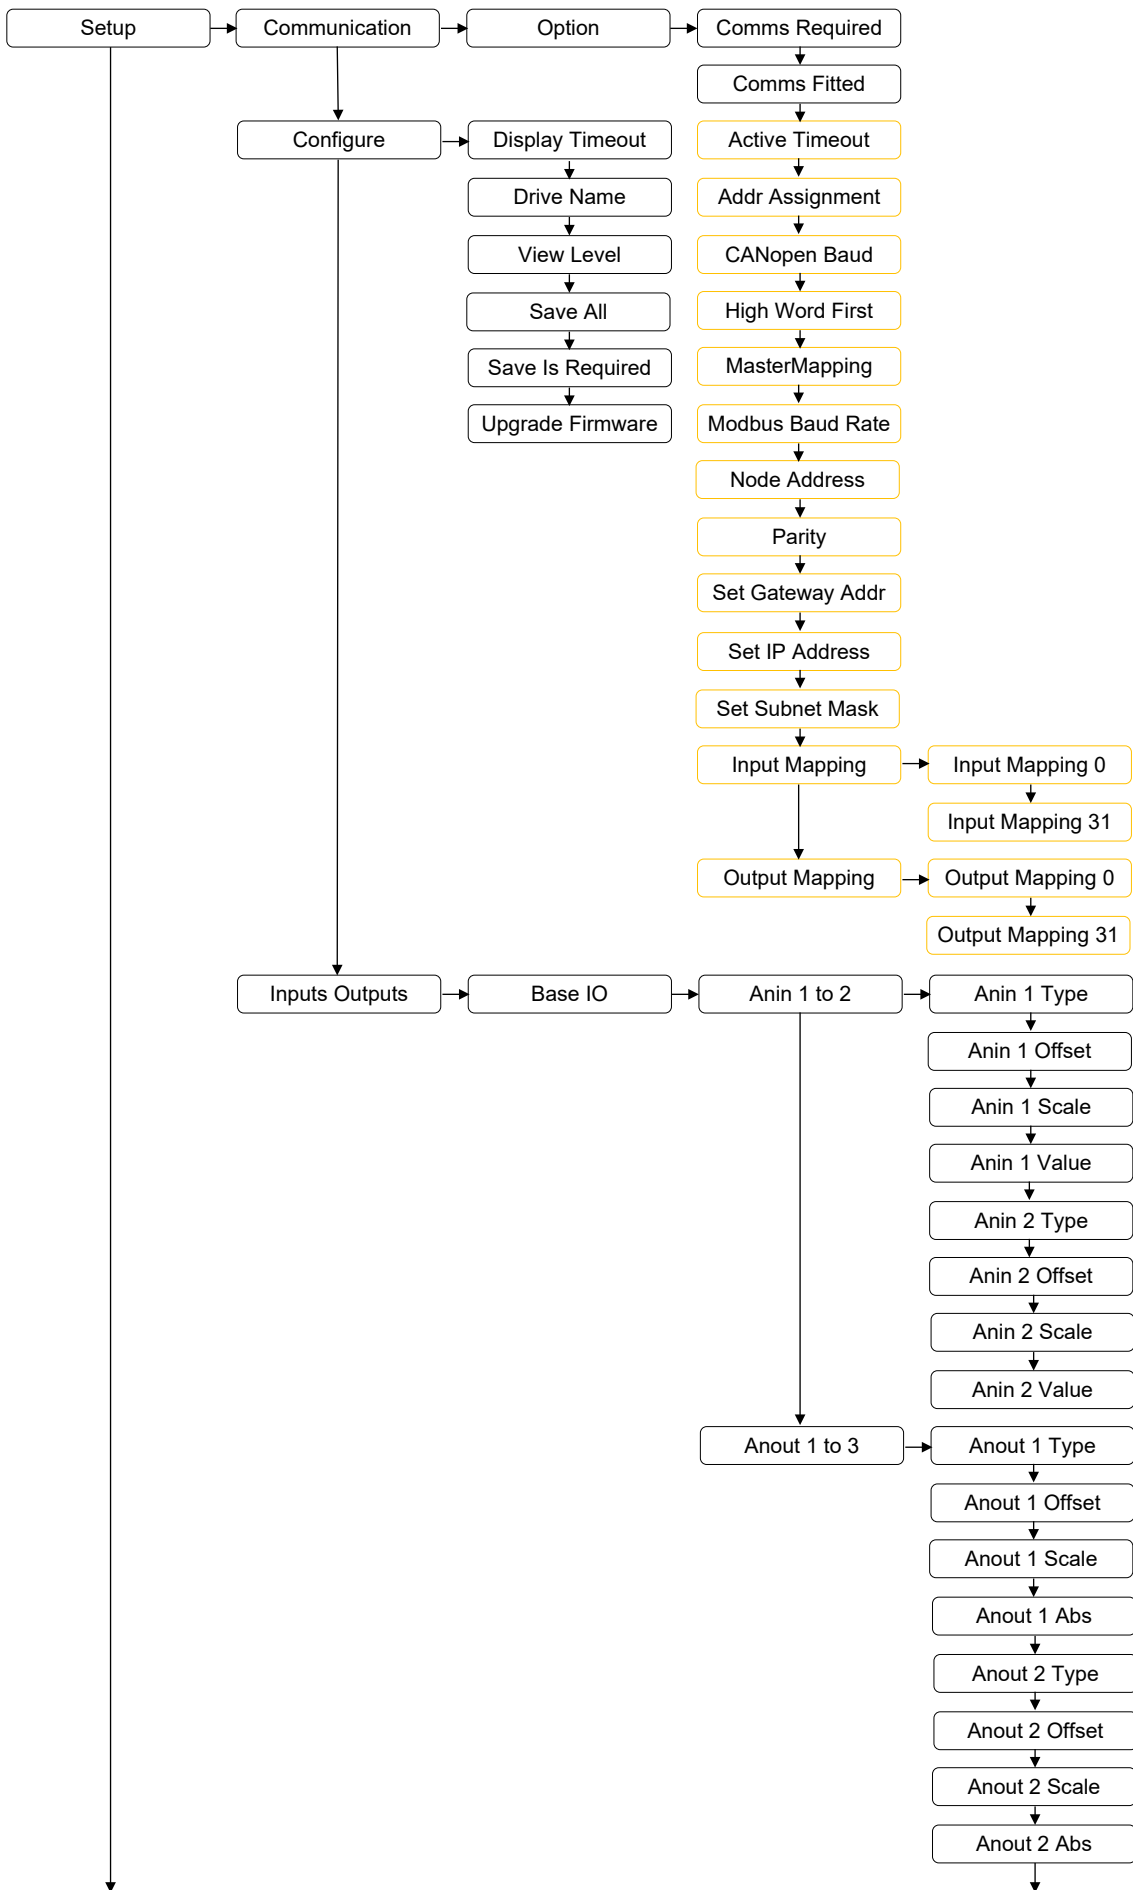 Setup
Communication
Option
Comms Required
Comms Fitted
Configure
Display Timeout
Active Timeout
Drive Name
Addr Assignment
View Level
CANopen Baud
Save All
High Word First
Save Is Required
MasterMapping
Upgrade Firmware
Modbus Baud Rate
Node Address
Parity
Set Gateway Addr
Set IP Address
Set Subnet Mask
Input Mapping
Input Mapping 0
Input Mapping 31
Output Mapping
Output Mapping 0
Output Mapping 31
Inputs Outputs
Base IO
Anin 1 to 2
Anin 1 Type
Anin 1 Offset
Anin 1 Scale
Anin 1 Value
Anin 2 Type
Anin 2 Offset
Anin 2 Scale
Anin 2 Value
Anout 1 to 3
Anout 1 Type
Anout 1 Offset
Anout 1 Scale
Anout 1 Abs
Anout 2 Type
Anout 2 Offset
Anout 2 Scale
Anout 2 Abs